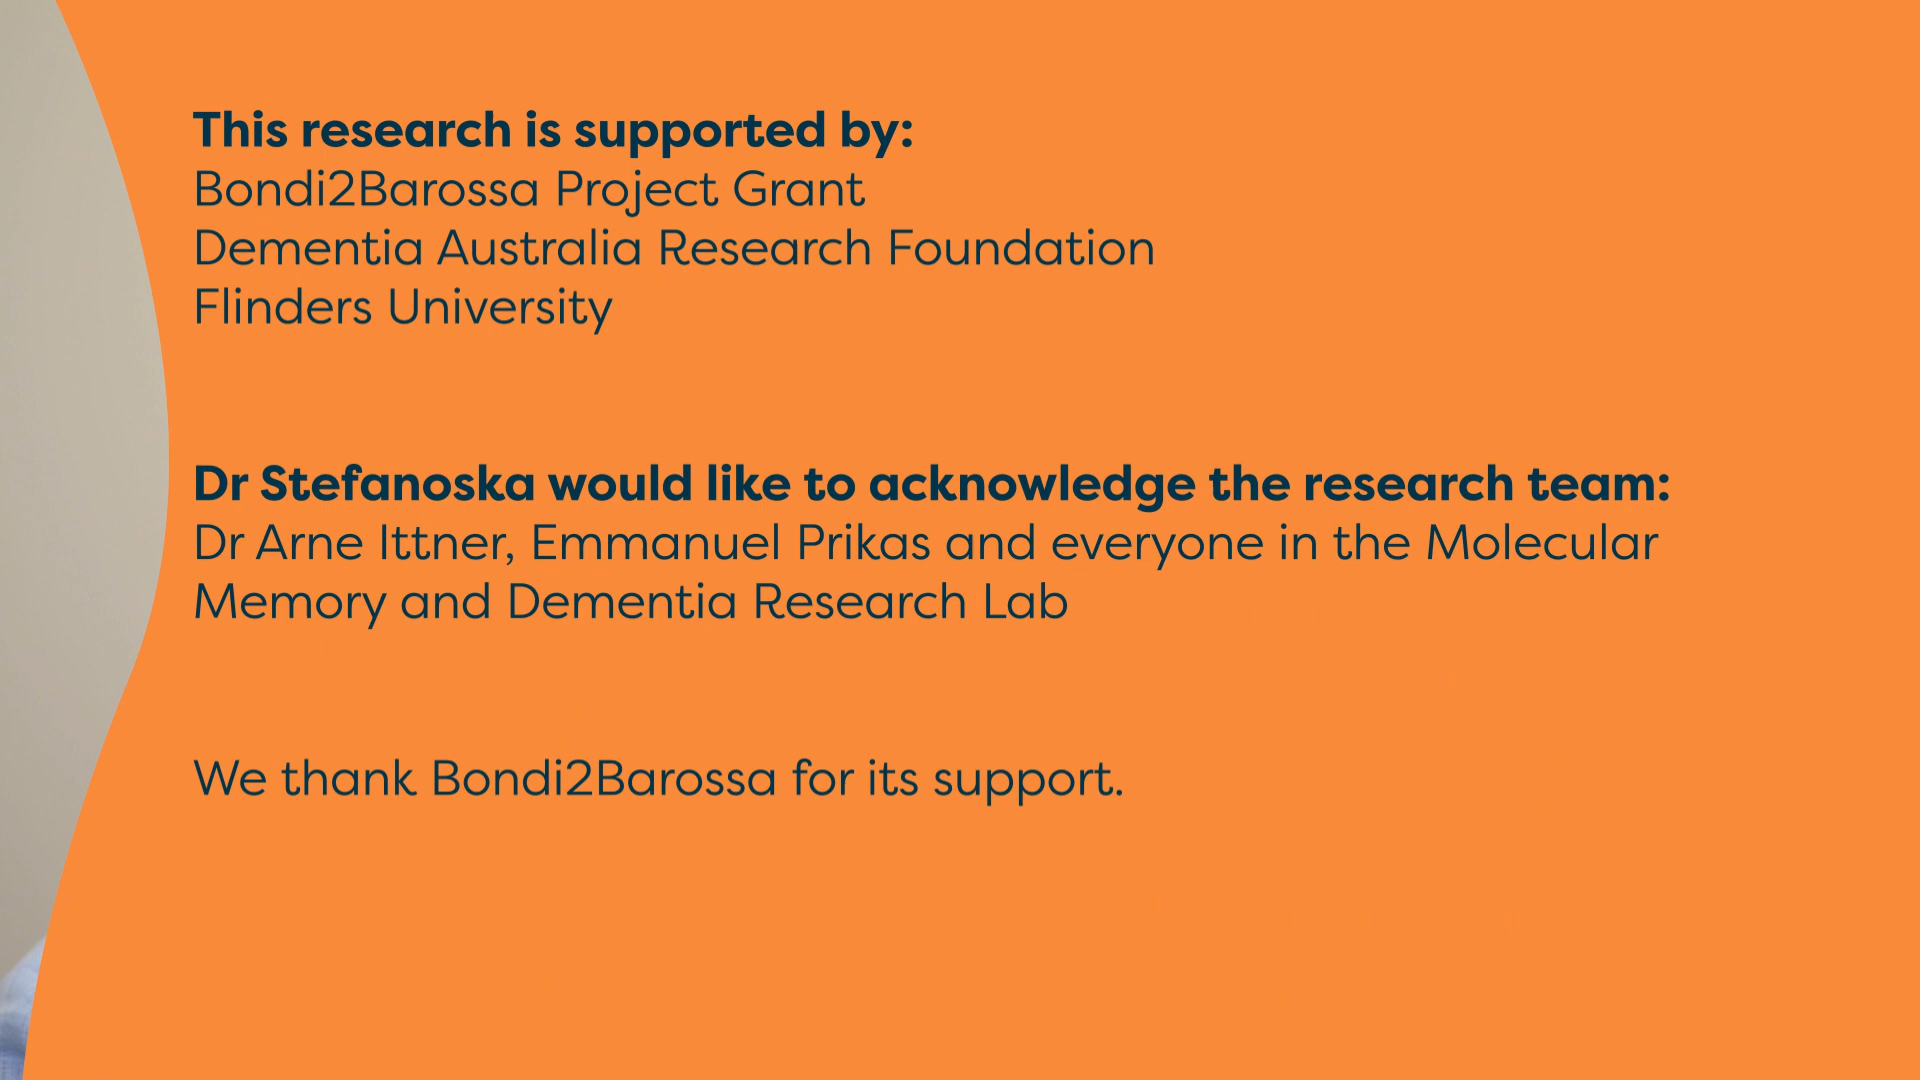 This research is supported by:
Bondi2Barossa Project Grant
Dementia Australia Research Foundation
Flinders University
Dr Stefanoska would like to acknowledge the research team:
Dr Arne Ittner, Emmanuel Prikas and everyone in the Molecular
Memory and Dementia Research Lab
We thank Bondi2Barossa for its support.